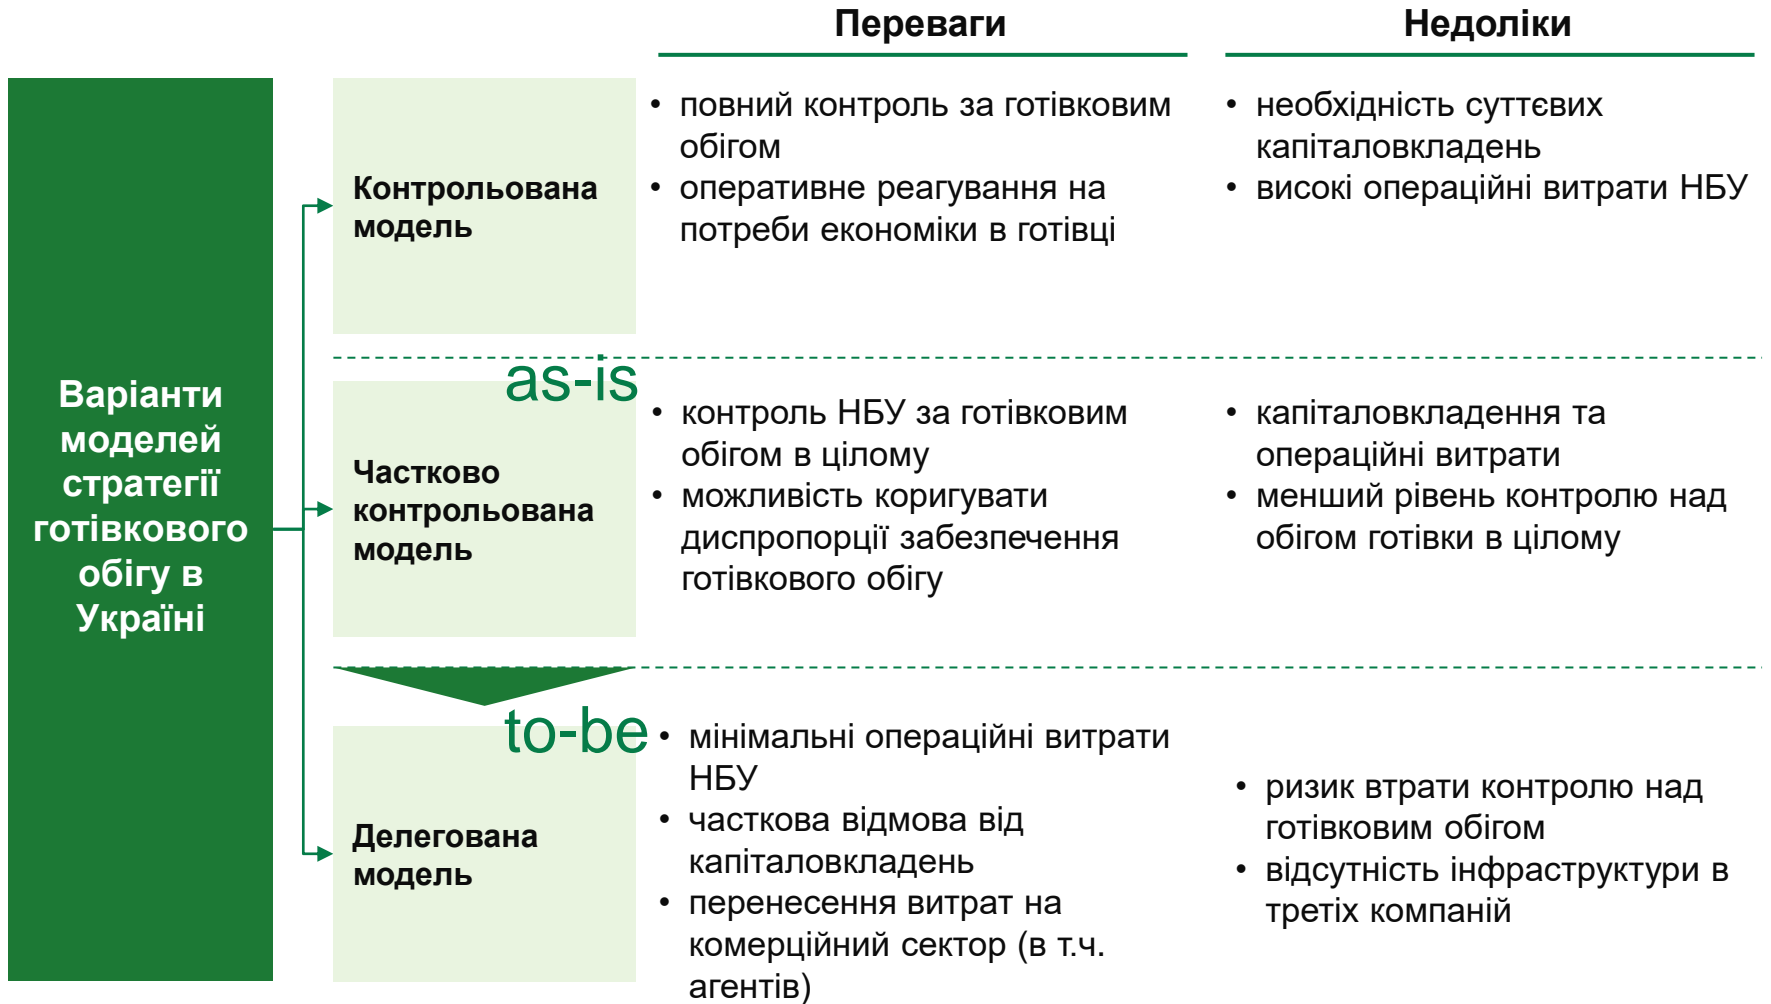 Переваги
Недоліки
Варіанти
моделей
стратегії
готівкового
обігу в
Україні
Контрольована
модель
• повний контроль за готівковим
обігом
• оперативне реагування на
потреби економіки в готівці
• необхідність суттєвих
капіталовкладень
• високі операційні витрати НБУ
as-is
Частково
контрольована
модель
• контроль НБУ за готівковим
обігом в цілому
• можливість коригувати
диспропорції забезпечення
готівкового обігу
• капіталовкладення та
операційні витрати
• менший рівень контролю над
обігом готівки в цілому
to-be
Делегована
модель
• мінімальні операційні витрати
НБУ
• часткова відмова від
капіталовкладень
• перенесення витрат на
комерційний сектор (в т.ч.
агентів)
• ризик втрати контролю над
готівковим обігом
• відсутність інфраструктури в
третіх компаній